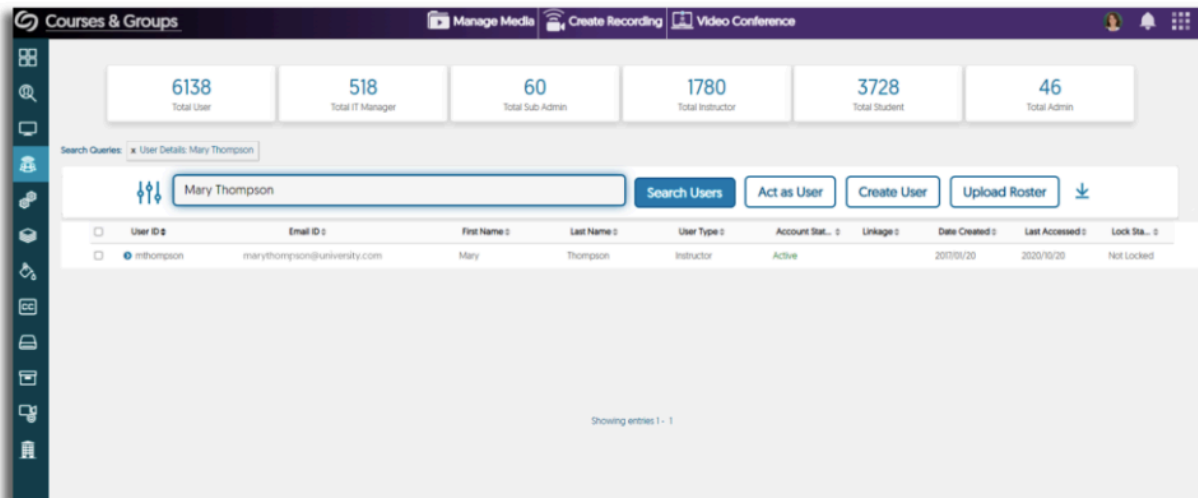 Courses & Groups Manage Media Create Recording Video Conference
6138 518 60 1780 3728 46
Total User Total IT Manager Total Sub Admin Total Instructor Total Student Total Admin
Search Queries: x User Details: Mary Thompson
Mary Thompson Search Users Act as User Create User Upload Roster
User ID Email ID First Name Last Name User Type Account Stat... Linkage Date Created Last Accessed Lock Sta...
mthompson marythompson@university.com Mary Thompson Instructor Active 2017/01/20 2020/10/20 Not Locked
CC
Showing entries 1 - 1